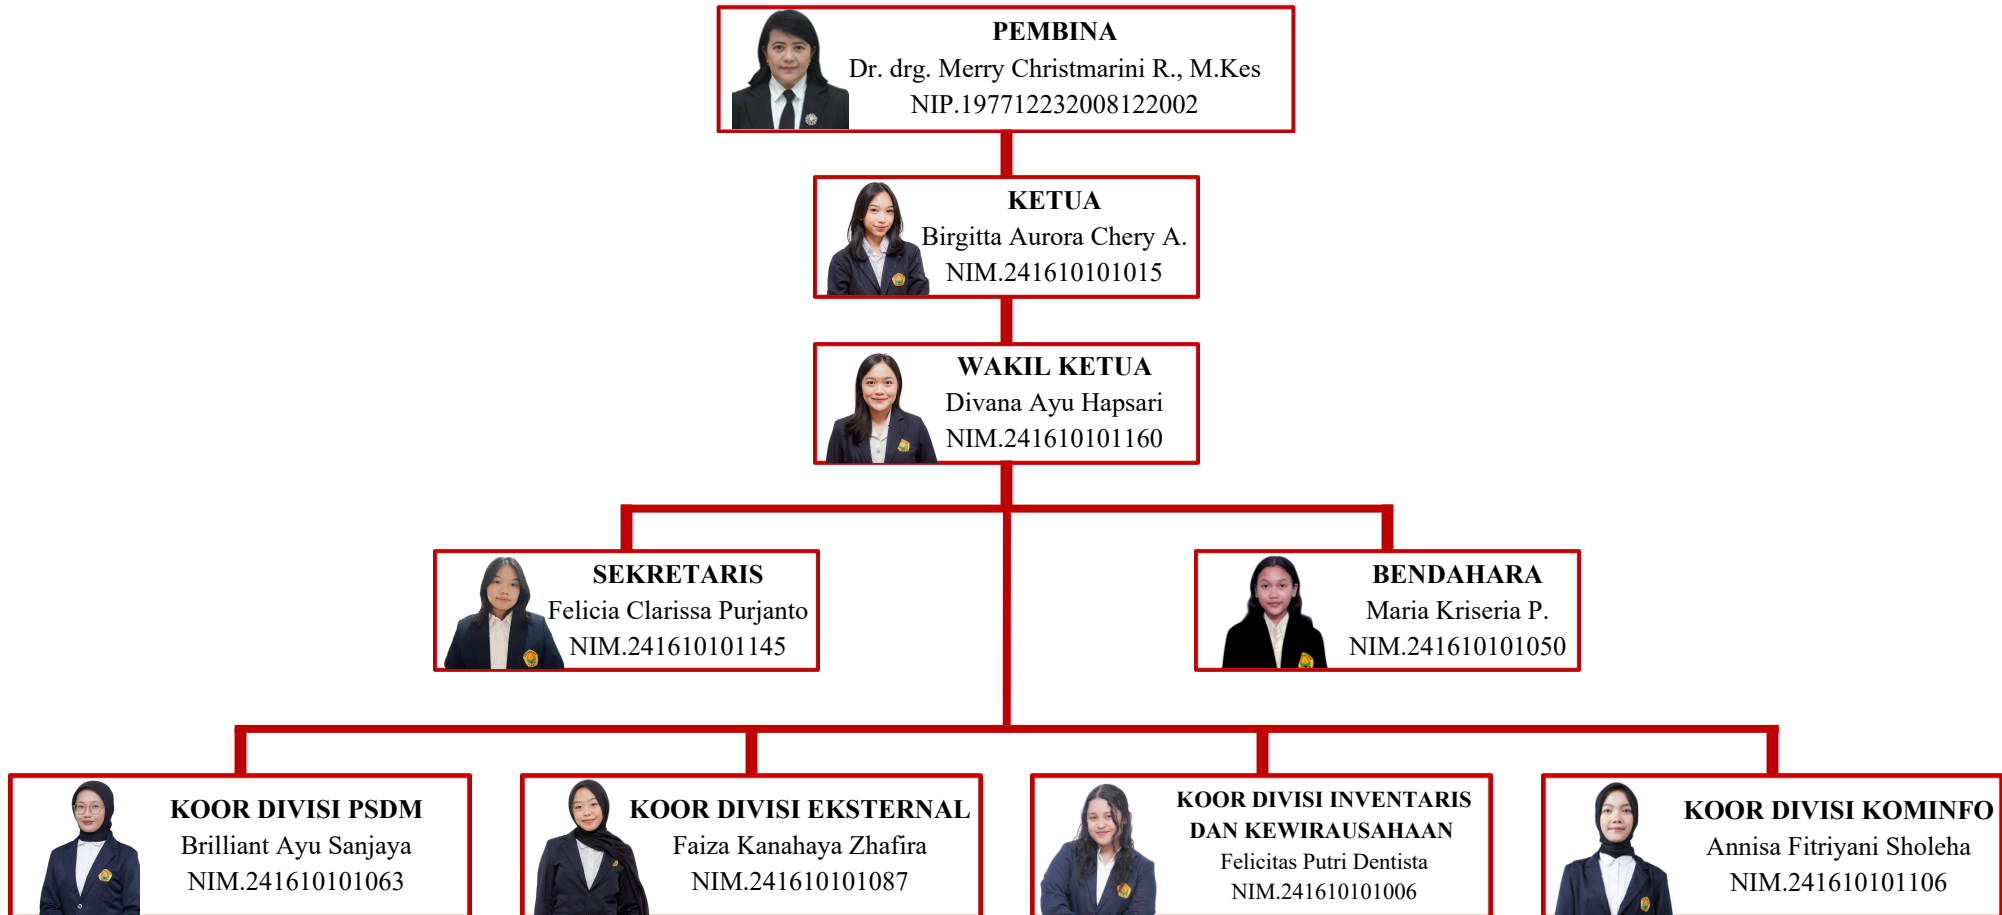 PEMBINA
Dr. drg. Merry Christmarini R., M.Kes
NIP.197712232008122002
KETUA
Birgitta Aurora Chery A.
NIM.241610101015
WAKIL KETUA
Divana Ayu Hapsari
NIM.241610101160
SEKRETARIS
Felicia Clarissa Purjanto
NIM.241610101145
BENDAHARA
Maria Kriseria P.
NIM.241610101050
KOOR DIVISI PSDM
Brilliant Ayu Sanjaya
NIM.241610101063
KOOR DIVISI EKSTERNAL
Faiza Kanahaya Zhafira
NIM.241610101087
KOOR DIVISI INVENTARIS
DAN KEWIRAUSAHAAN
Felicitas Putri Dentista
NIM.241610101006
KOOR DIVISI KOMINFO
Annisa Fitriyani Sholeha
NIM.241610101106